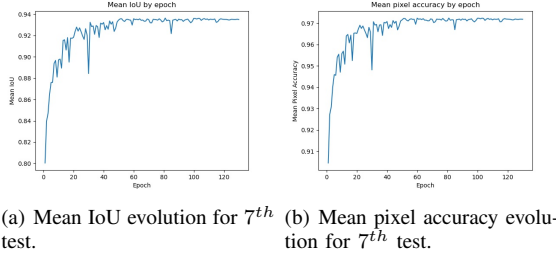 Mean IoU by epoch
Mean pixel accuracy by epoch
0.94
0.92
0.90
0.88
0.86
0.84
0.82
0.80
Mean IoU
0 20 40 60 80 100 120
Epoch
0.97
0.96
0.95
0.94
0.93
0.92
0.91
Mean Pixel Accuracy
0 20 40 60 80 100 120
Epoch
(a) Mean IoU evolution for 7th test.
(b) Mean pixel accuracy evolu-
tion for 7th test.